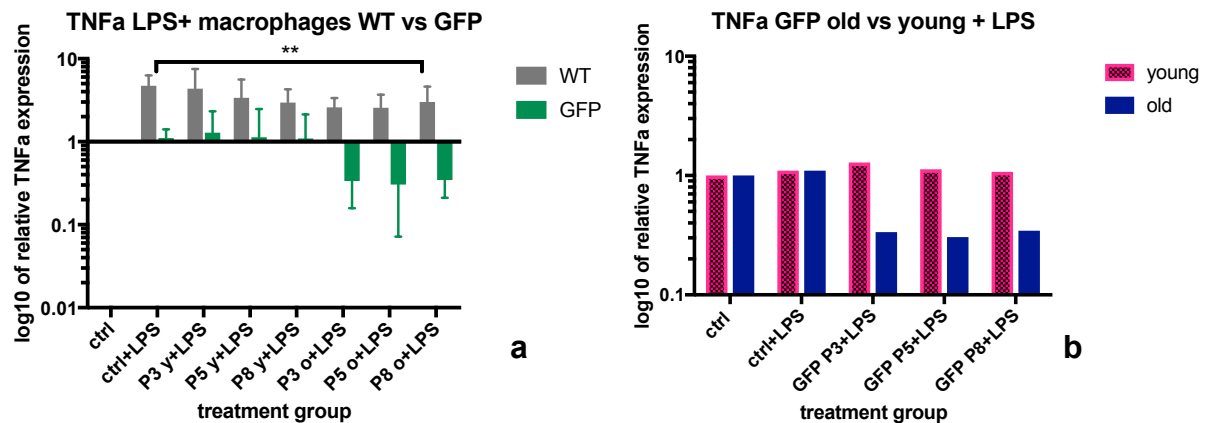 TNFa LPS+ macrophages WT vs GFP
**
WT
GFP
log10 of relative TNFa expression
10
1
0.1
0.01
ctrl
ctrl+LPS
P3 y+LPS
P5 y+LPS
P8 y+LPS
P3 o+LPS
P5 o+LPS
P8 o+LPS
treatment group
a
TNFa GFP old vs young + LPS
young
old
log10 of relative TNFa expression
10
1
0.1
ctrl
ctrl+LPS
GFP P3+LPS
GFP P5+LPS
GFP P8+LPS
treatment group
b